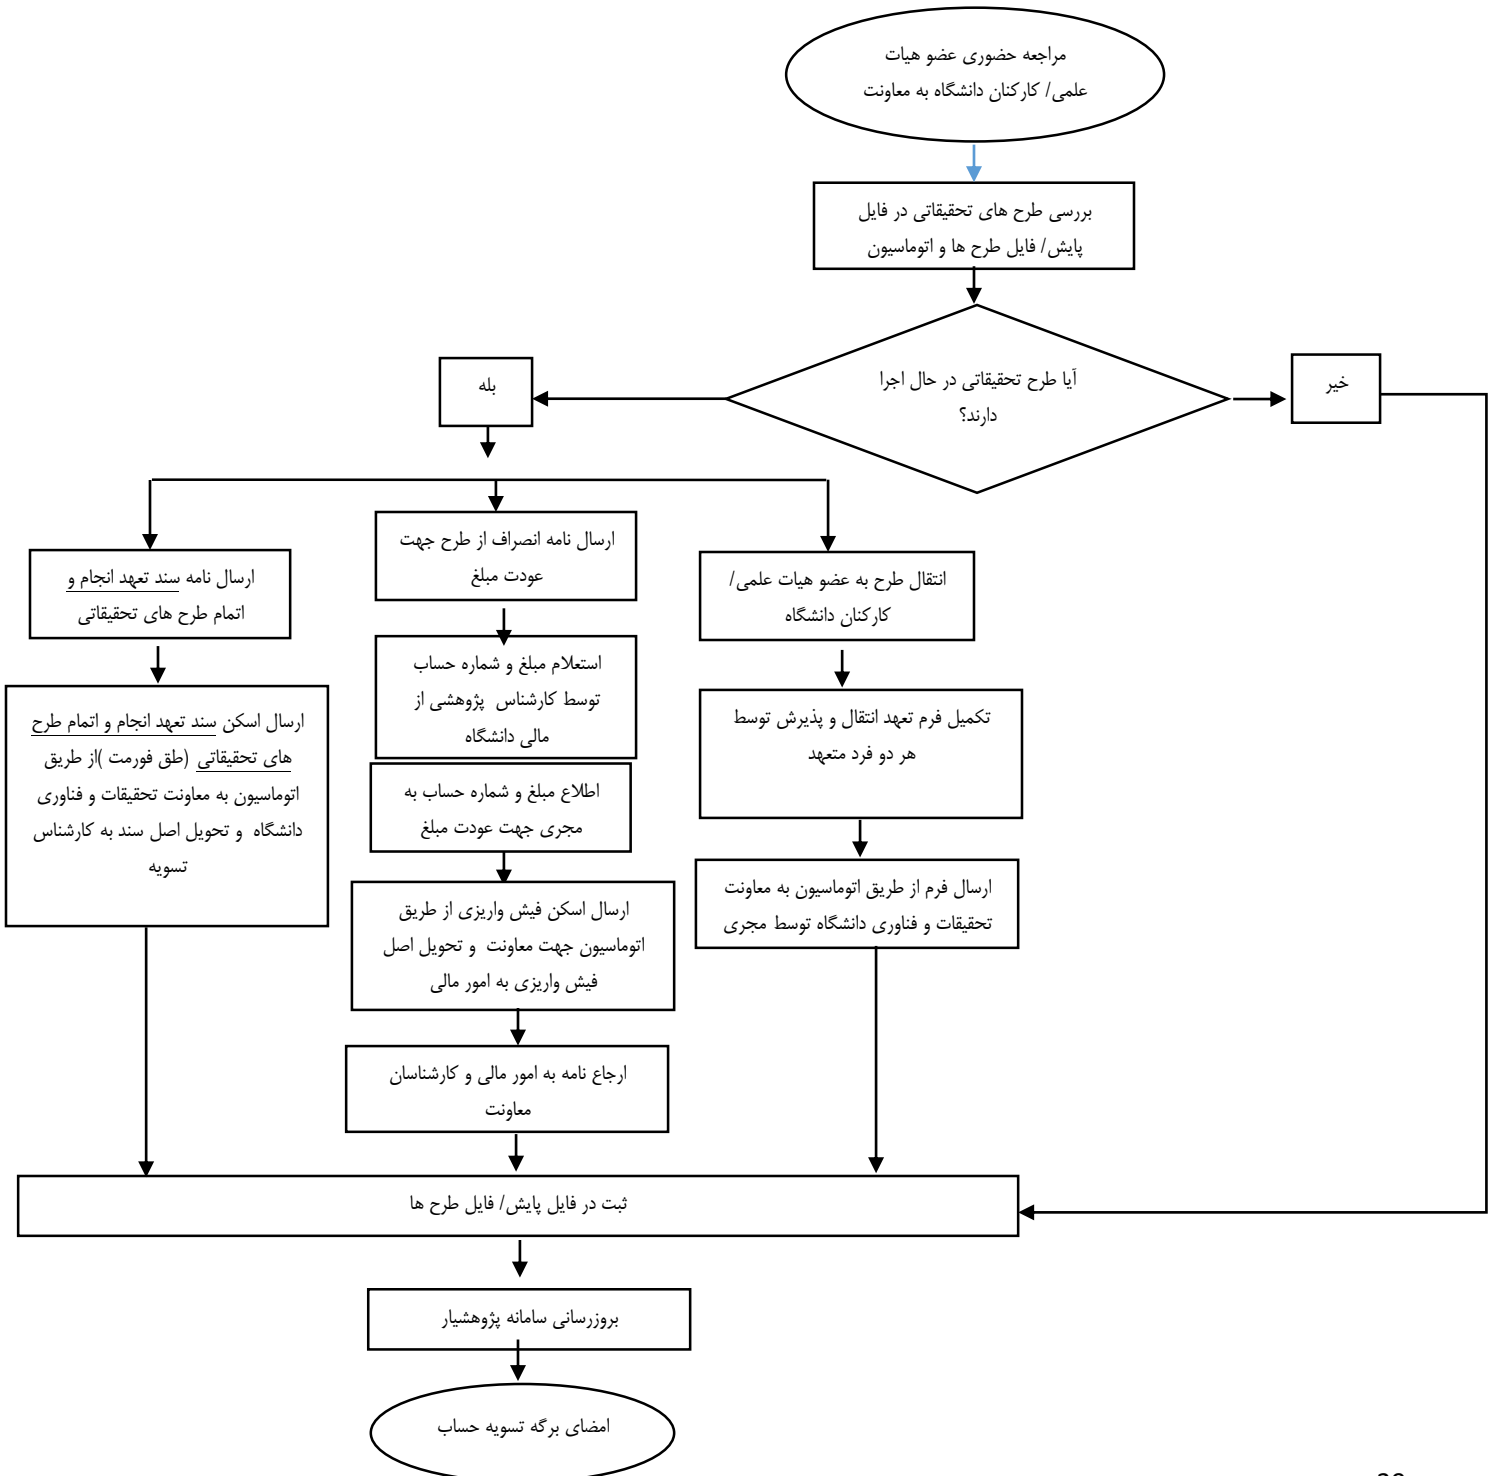 مراجعه حضوری عضو هیات
علمی/ کارکنان دانشگاه به معاونت
بررسی طرح های تحقیقاتی در فایل
پایش/ فایل طرح ها و اتوماسیون
آیا طرح تحقیقاتی در حال اجرا
دارند؟
خیر
بله
انتقال طرح به عضو هیات علمی/
کارکنان دانشگاه
تکمیل فرم تعهد انتقال و پذیرش توسط
هر دو فرد متعهد
ارسال فرم از طریق اتوماسیون به معاونت
تحقیقات و فناوری دانشگاه توسط مجری
ارسال نامه انصراف از طرح جهت
عودت مبلغ
استعلام مبلغ و شماره حساب
توسط کارشناس پژوهشی از
مالی دانشگاه
اطلاع مبلغ و شماره حساب به
مجری جهت عودت مبلغ
ارسال اسکن فیش واریزی از طریق
اتوماسیون جهت معاونت و تحویل اصل
فیش واریزی به امور مالی
ارجاع نامه به امور مالی و کارشناسان
معاونت
ارسال نامه سند تعهد انجام و
اتمام طرح های تحقیقاتی
ارسال اسکن سند تعهد انجام و اتمام طرح
های تحقیقاتی (طق فورمت )از طریق
اتوماسیون به معاونت تحقیقات و فناوری
دانشگاه و تحویل اصل سند به کارشناس
تسویه
ثبت در فایل پایش/ فایل طرح ها
بروزرسانی سامانه پژوهشیار
امضای برگه تسویه حساب